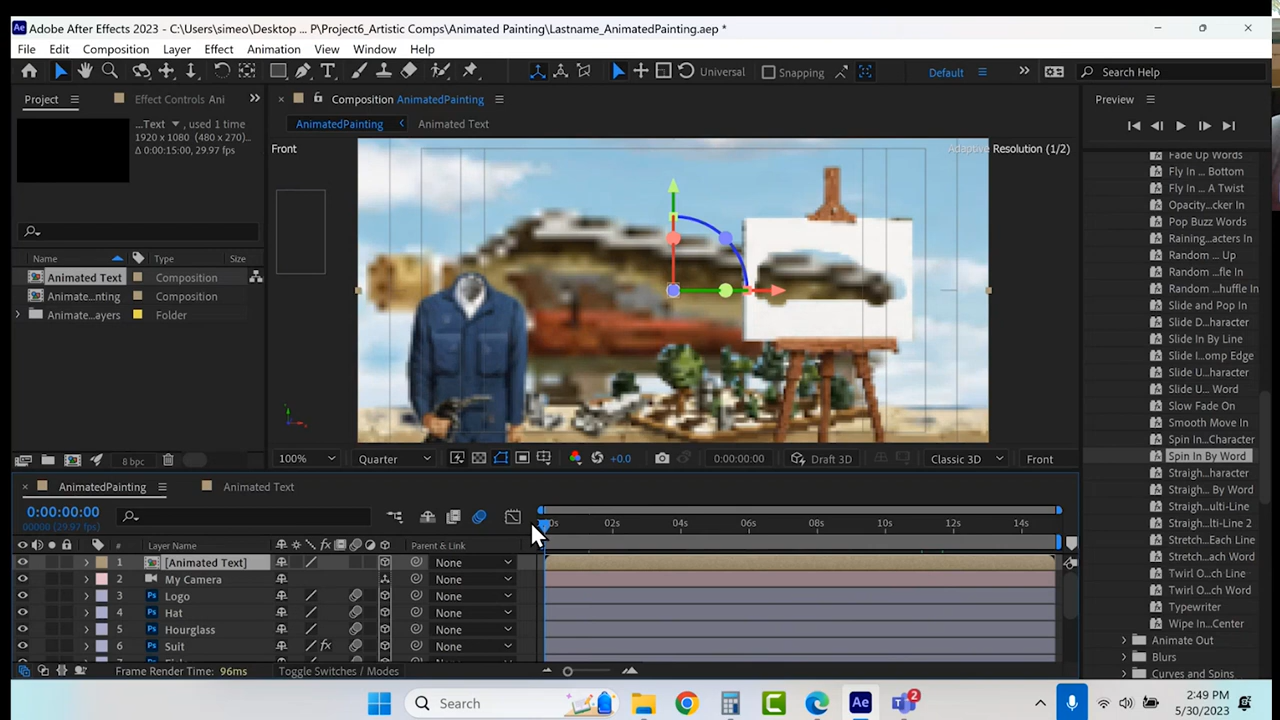 Ae Adobe After Effects 2023 - C:\Users\simeo\Desktop ... P\Project6_Artistic Comps\Animated Painting\Lastname_AnimatedPainting.aep *
File Edit Composition Layer Effect Animation View Window Help
Universal Snapping Default Search Help
Project Effect Controls Ani Composition AnimatedPainting Preview
AnimatedPainting Animated Text
...Text , used 1 time
1920 x 1080 (480 x 270)...
Δ 0:00:15:00, 29.97 fps
Front Adaptive Resolution (1/2)
Name Type Size
Animated Text Composition
Animate...nting Composition
Animate...ayers Folder
Fade Up Words
Fly In ... Bottom
Fly In ... A Twist
Opacity...cker In
Pop Buzz Words
Raining...acters In
Random ... Up
Random ...fle In
Random ...huffle In
Slide and Pop In
Slide D...haracter
Slide In By Line
Slide I...omp Edge
Slide U...haracter
Slide U... Word
Slow Fade On
Smooth Move In
Spin In...Character
Spin In By Word
Straigh...haracter
Straigh... By Word
Straigh...ulti-Line
Straigh...lti-Line 2
Stretch...Each Line
Stretch...ach Word
Twirl O...ch Line
Twirl O...ch Word
Typewriter
Wipe In...Center
Animate Out
Blurs
Curves and Spins
8 bpc
100% Quarter +0.0 0:00:00:00 Draft 3D Classic 3D Front
AnimatedPainting Animated Text
0:00:00:00
00000 (29.97 fps)
02s 04s 06s 08s 10s 12s 14s
# Layer Name Parent & Link
1 [Animated Text] None
2 My Camera None
3 Ps Logo None
4 Ps Hat None
5 Ps Hourglass None
6 Ps Suit fx None
Frame Render Time: 96ms Toggle Switches / Modes
Search Ae 2 2:49 PM
5/30/2023